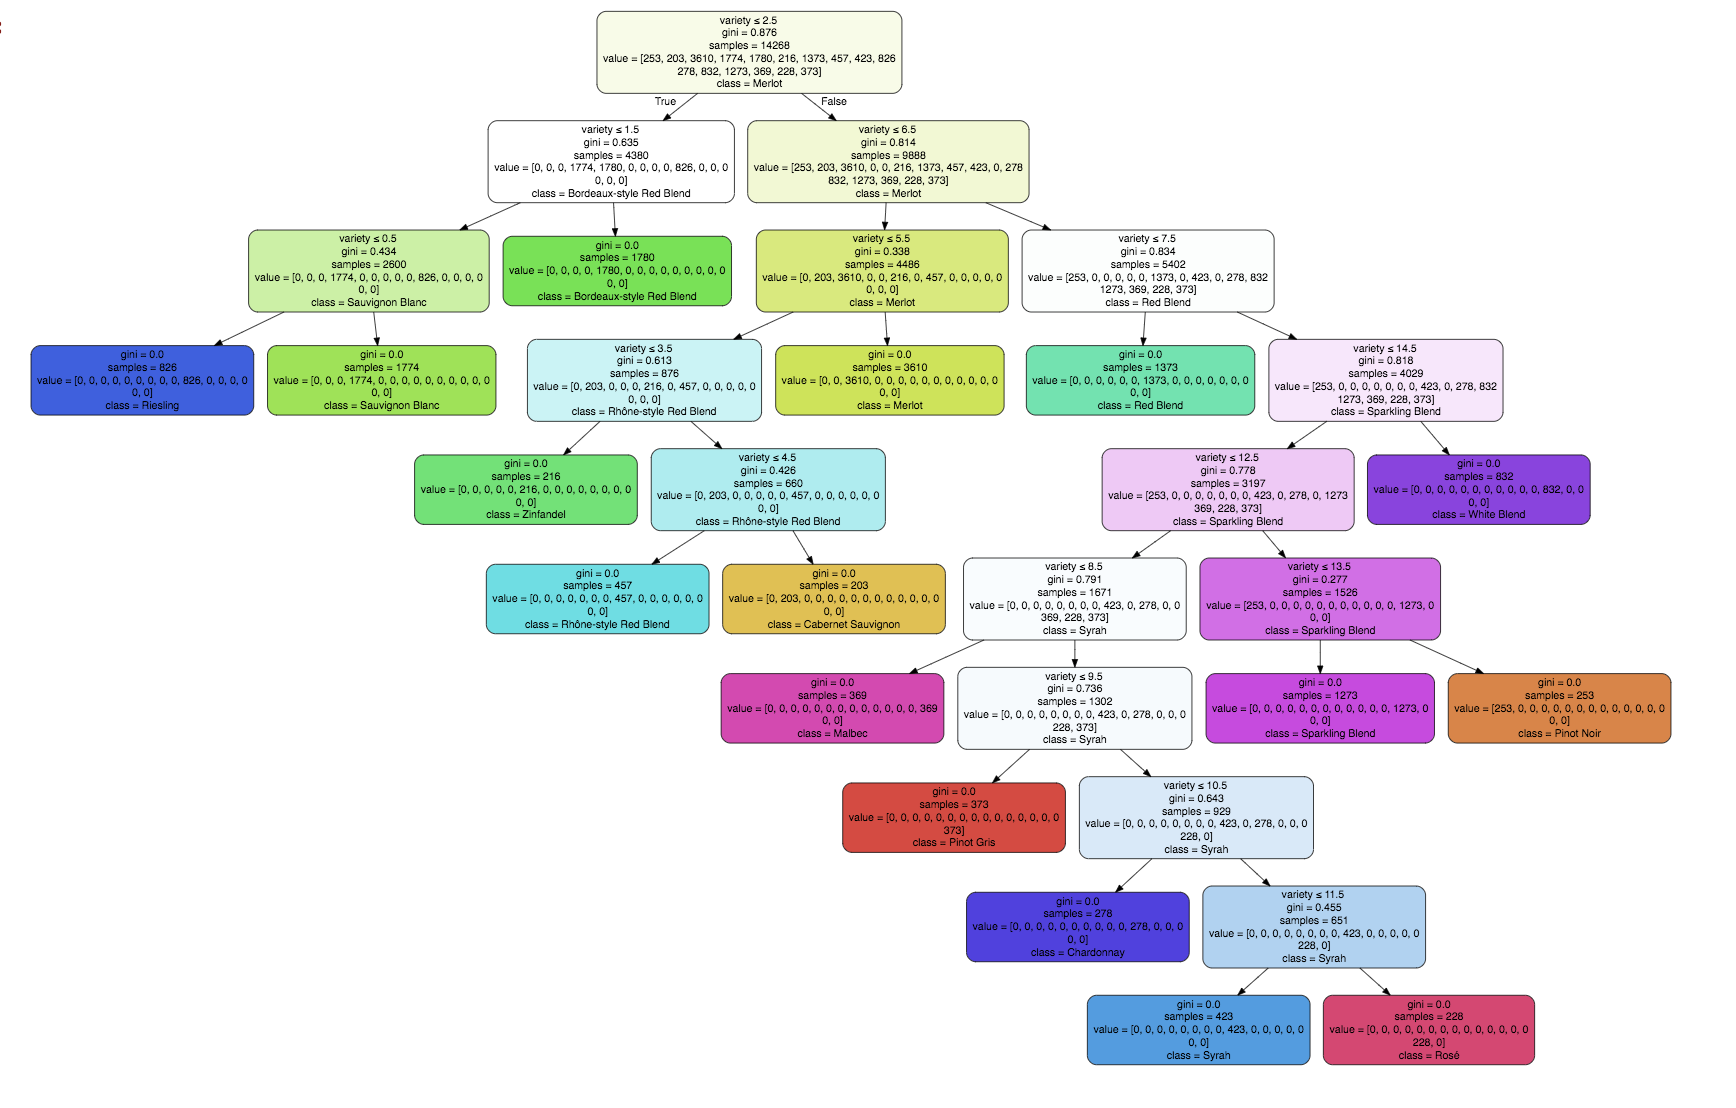 variety ≤ 2.5
gini = 0.876
samples = 14268
value = [253, 203, 3610, 1774, 1780, 216, 1373, 457, 423, 826
278, 832, 1273, 369, 228, 373]
class = Merlot
True
False
variety ≤ 1.5
gini = 0.635
samples = 4380
value = [0, 0, 0, 1774, 1780, 0, 0, 0, 0, 826, 0, 0, 0
0, 0, 0]
class = Bordeaux-style Red Blend
variety ≤ 6.5
gini = 0.814
samples = 9888
value = [253, 203, 3610, 0, 0, 216, 1373, 457, 423, 0, 278
832, 1273, 369, 228, 373]
class = Merlot
variety ≤ 0.5
gini = 0.434
samples = 2600
value = [0, 0, 0, 1774, 0, 0, 0, 0, 0, 826, 0, 0, 0, 0
0, 0]
class = Sauvignon Blanc
gini = 0.0
samples = 1780
value = [0, 0, 0, 0, 1780, 0, 0, 0, 0, 0, 0, 0, 0, 0
0, 0]
class = Bordeaux-style Red Blend
variety ≤ 5.5
gini = 0.338
samples = 4486
value = [0, 203, 3610, 0, 0, 216, 0, 457, 0, 0, 0, 0, 0
0, 0, 0]
class = Merlot
variety ≤ 7.5
gini = 0.834
samples = 5402
value = [253, 0, 0, 0, 0, 0, 1373, 0, 423, 0, 278, 832
1273, 369, 228, 373]
class = Red Blend
gini = 0.0
samples = 826
value = [0, 0, 0, 0, 0, 0, 0, 0, 0, 826, 0, 0, 0, 0
0, 0]
class = Riesling
gini = 0.0
samples = 1774
value = [0, 0, 0, 1774, 0, 0, 0, 0, 0, 0, 0, 0, 0, 0
0, 0]
class = Sauvignon Blanc
variety ≤ 3.5
gini = 0.613
samples = 876
value = [0, 203, 0, 0, 0, 216, 0, 457, 0, 0, 0, 0, 0
0, 0, 0]
class = Rhône-style Red Blend
gini = 0.0
samples = 3610
value = [0, 0, 3610, 0, 0, 0, 0, 0, 0, 0, 0, 0, 0, 0
0, 0]
class = Merlot
gini = 0.0
samples = 1373
value = [0, 0, 0, 0, 0, 0, 1373, 0, 0, 0, 0, 0, 0, 0
0, 0]
class = Red Blend
variety ≤ 14.5
gini = 0.818
samples = 4029
value = [253, 0, 0, 0, 0, 0, 0, 0, 423, 0, 278, 832
1273, 369, 228, 373]
class = Sparkling Blend
gini = 0.0
samples = 216
value = [0, 0, 0, 0, 0, 216, 0, 0, 0, 0, 0, 0, 0, 0
0, 0]
class = Zinfandel
variety ≤ 4.5
gini = 0.426
samples = 660
value = [0, 203, 0, 0, 0, 0, 0, 457, 0, 0, 0, 0, 0, 0
0, 0]
class = Rhône-style Red Blend
variety ≤ 12.5
gini = 0.778
samples = 3197
value = [253, 0, 0, 0, 0, 0, 0, 0, 423, 0, 278, 0, 1273
369, 228, 373]
class = Sparkling Blend
gini = 0.0
samples = 832
value = [0, 0, 0, 0, 0, 0, 0, 0, 0, 0, 0, 832, 0, 0
0, 0]
class = White Blend
gini = 0.0
samples = 457
value = [0, 0, 0, 0, 0, 0, 0, 457, 0, 0, 0, 0, 0, 0
0, 0]
class = Rhône-style Red Blend
gini = 0.0
samples = 203
value = [0, 203, 0, 0, 0, 0, 0, 0, 0, 0, 0, 0, 0, 0
0, 0]
class = Cabernet Sauvignon
variety ≤ 8.5
gini = 0.791
samples = 1671
value = [0, 0, 0, 0, 0, 0, 0, 0, 423, 0, 278, 0, 0
369, 228, 373]
class = Syrah
variety ≤ 13.5
gini = 0.277
samples = 1526
value = [253, 0, 0, 0, 0, 0, 0, 0, 0, 0, 0, 0, 1273, 0
0, 0]
class = Sparkling Blend
gini = 0.0
samples = 369
value = [0, 0, 0, 0, 0, 0, 0, 0, 0, 0, 0, 0, 0, 369
0, 0]
class = Malbec
variety ≤ 9.5
gini = 0.736
samples = 1302
value = [0, 0, 0, 0, 0, 0, 0, 0, 423, 0, 278, 0, 0, 0
228, 373]
class = Syrah
gini = 0.0
samples = 1273
value = [0, 0, 0, 0, 0, 0, 0, 0, 0, 0, 0, 0, 1273, 0
0, 0]
class = Sparkling Blend
gini = 0.0
samples = 253
value = [253, 0, 0, 0, 0, 0, 0, 0, 0, 0, 0, 0, 0, 0
0, 0]
class = Pinot Noir
gini = 0.0
samples = 373
value = [0, 0, 0, 0, 0, 0, 0, 0, 0, 0, 0, 0, 0, 0, 0
373]
class = Pinot Gris
variety ≤ 10.5
gini = 0.643
samples = 929
value = [0, 0, 0, 0, 0, 0, 0, 0, 423, 0, 278, 0, 0, 0
228, 0]
class = Syrah
gini = 0.0
samples = 278
value = [0, 0, 0, 0, 0, 0, 0, 0, 0, 0, 278, 0, 0, 0
0, 0]
class = Chardonnay
variety ≤ 11.5
gini = 0.455
samples = 651
value = [0, 0, 0, 0, 0, 0, 0, 0, 423, 0, 0, 0, 0, 0
228, 0]
class = Syrah
gini = 0.0
samples = 423
value = [0, 0, 0, 0, 0, 0, 0, 0, 423, 0, 0, 0, 0, 0
0, 0]
class = Syrah
gini = 0.0
samples = 228
value = [0, 0, 0, 0, 0, 0, 0, 0, 0, 0, 0, 0, 0, 0
228, 0]
class = Rosé